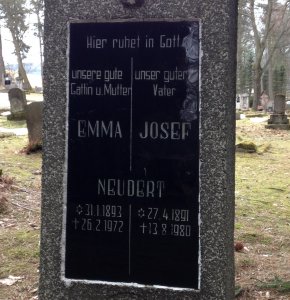 Hier ruhet in Gott
unsere gute unser guter
Gattin u. Mutter Vater
EMMA JOSEF
NEUDERT
☆31.1.1893 ☆27.4.1891
†26.2.1972 †13.8.1980